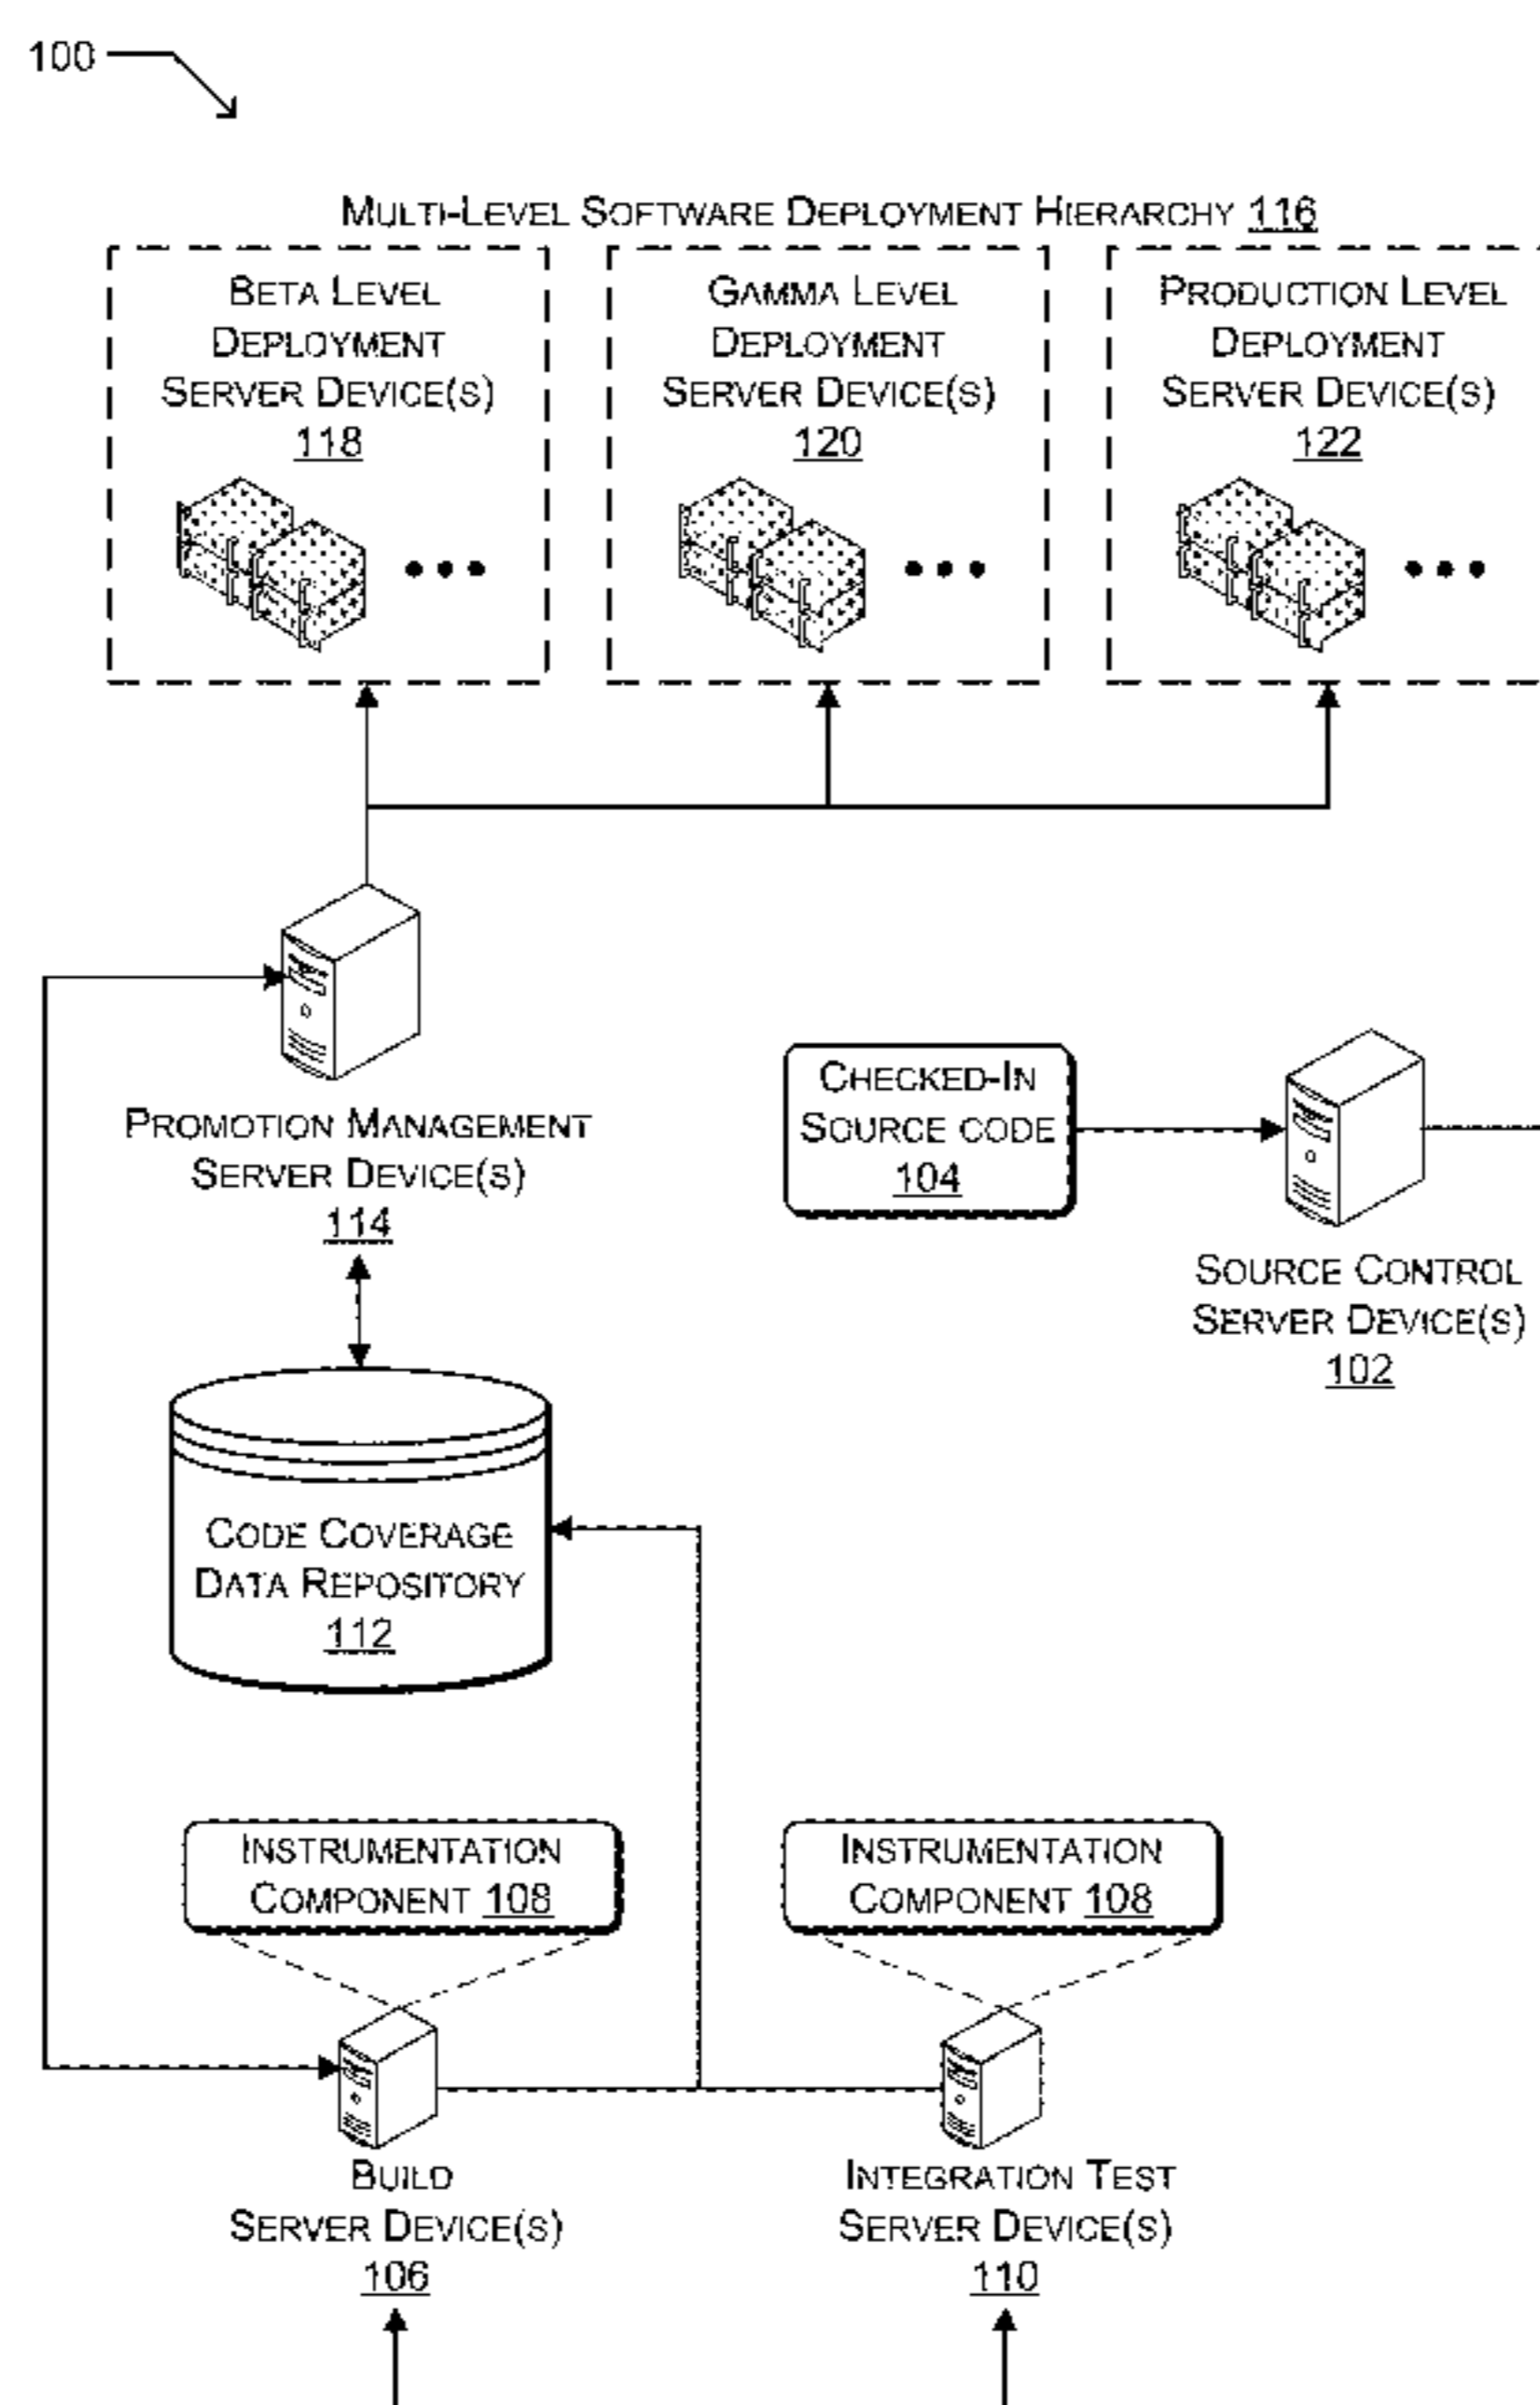 100
Multi-Level Software Deployment Hierarchy 116
Beta Level
Deployment
Server Device(s)
118
Gamma Level
Deployment
Server Device(s)
120
Production Level
Deployment
Server Device(s)
122
Promotion Management
Server Device(s)
114
Checked-In
Source code
104
Source Control
Server Device(s)
102
Code Coverage
Data Repository
112
Instrumentation
Component 108
Instrumentation
Component 108
Build
Server Device(s)
106
Integration Test
Server Device(s)
110